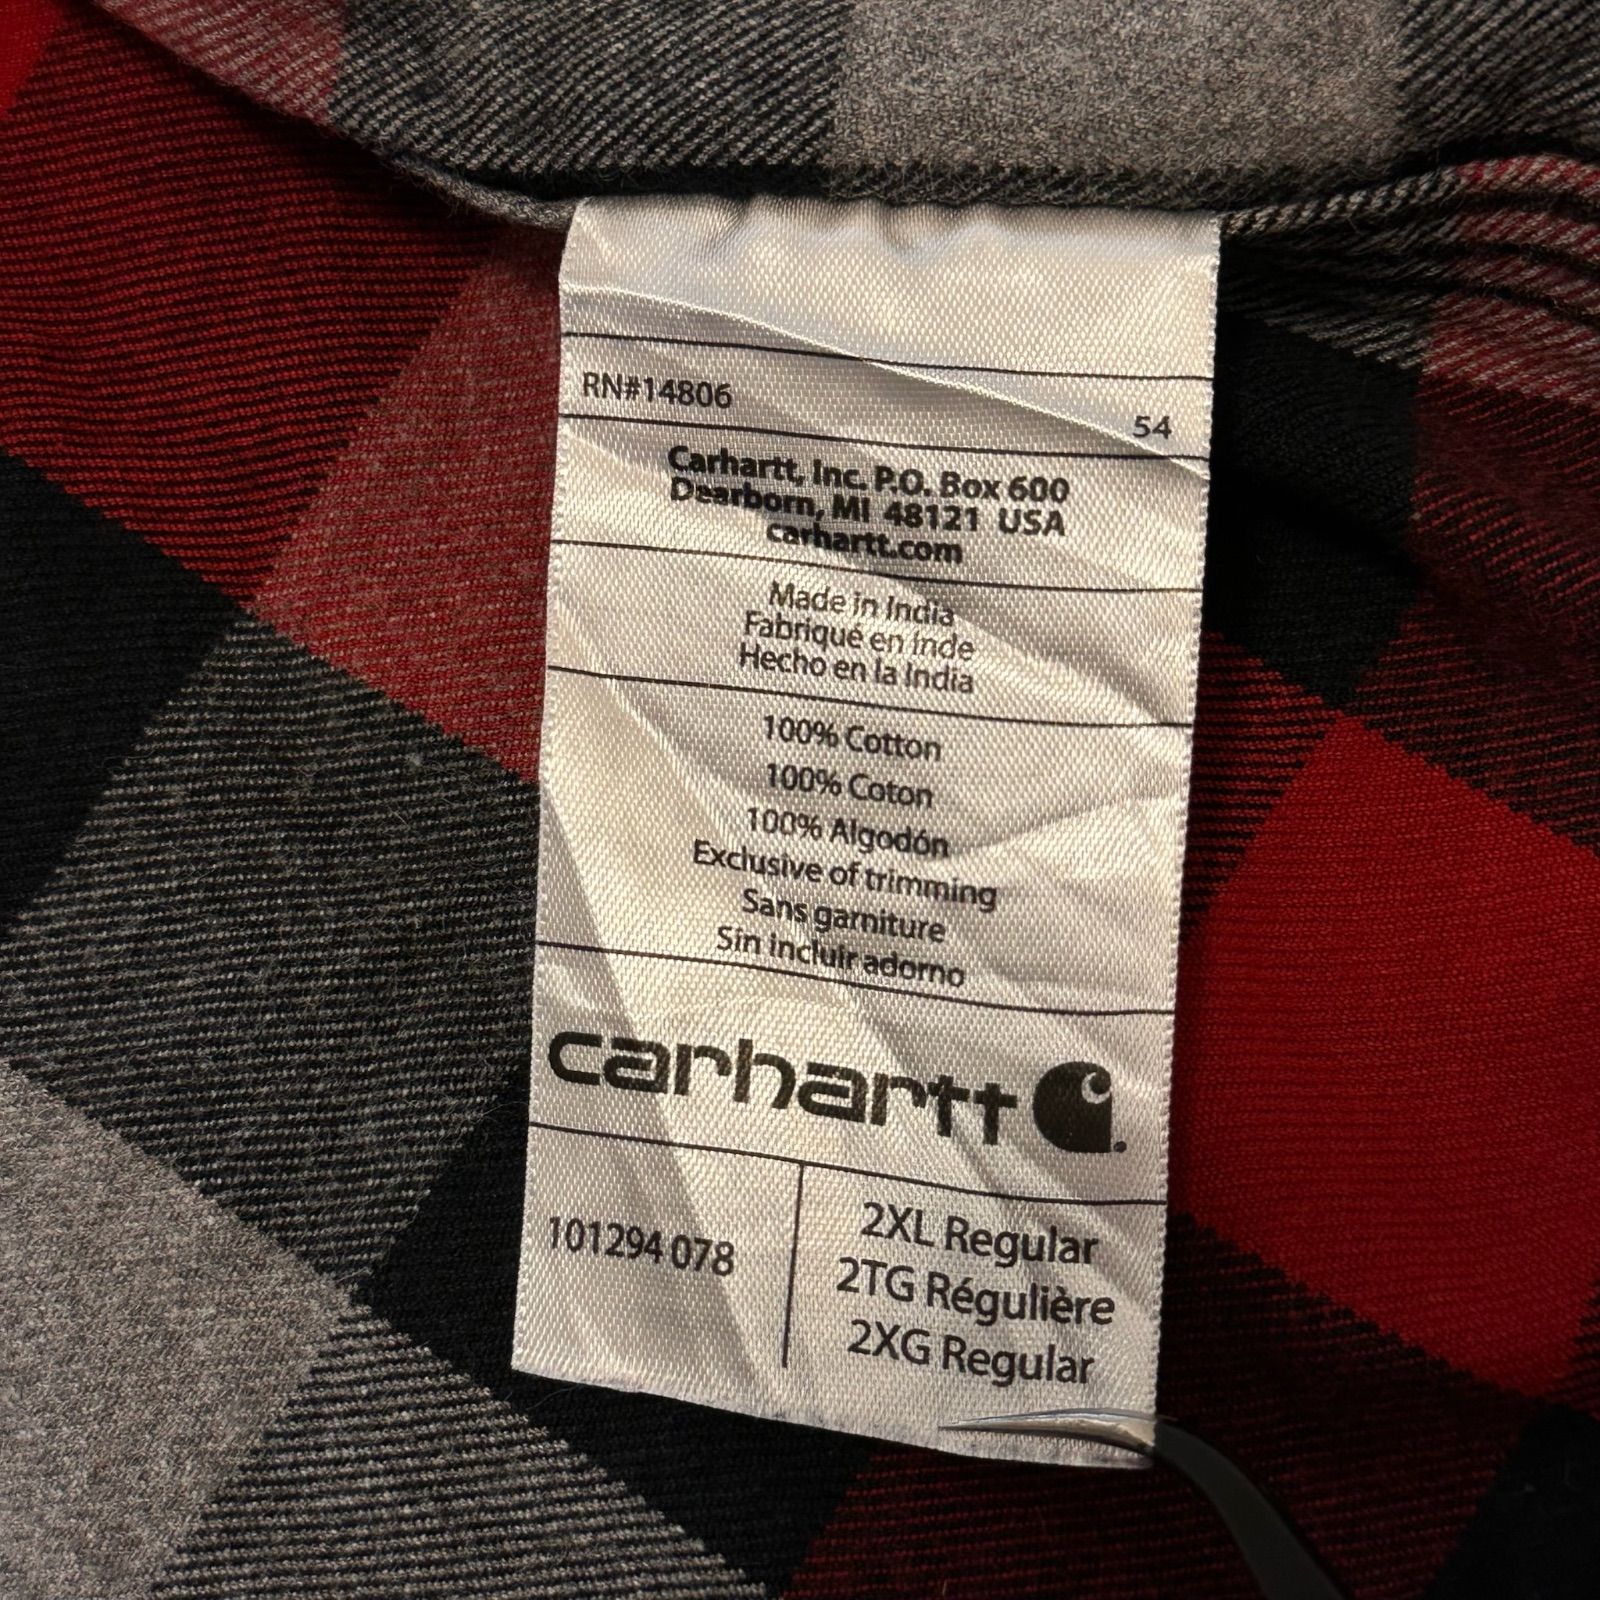 RN#14806
54
Carhartt, Inc. P.O. Box 600
Dearborn, MI 48121 USA
carhartt.com
Made in India
Fabriqué en Inde
Hecho en la India
100% Cotton
100% Coton
100% Algodón
Exclusive of trimming
Sans garniture
Sin incluir adorno
carhartt
101294 078
2XL Regular
2TG Régulière
2XG Regular